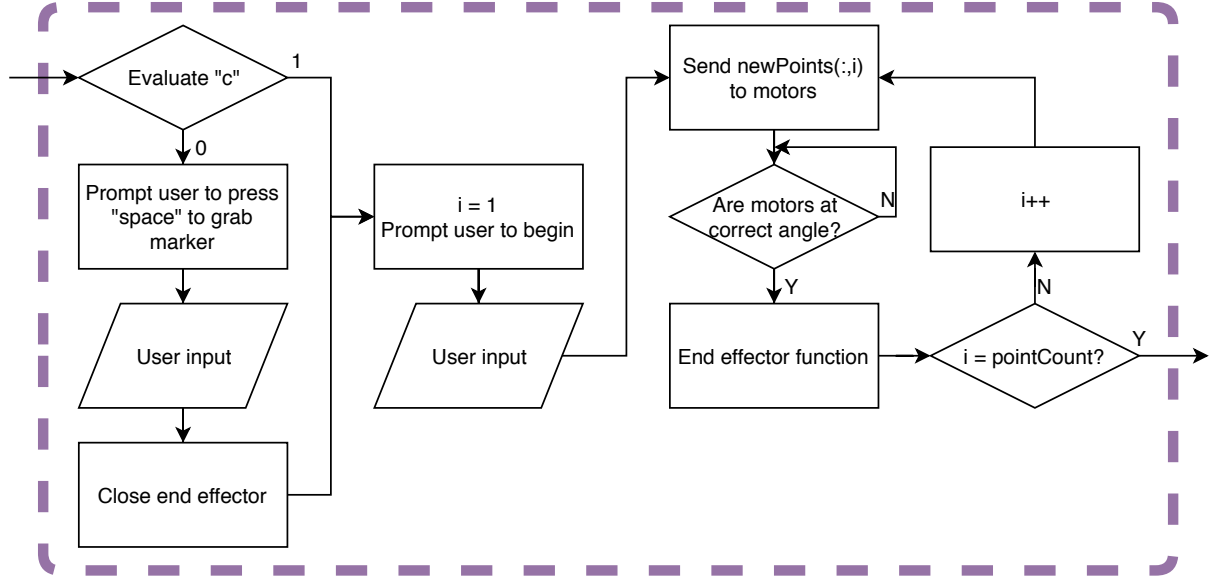 Evaluate "c"
1
0
Prompt user to press
"space" to grab
marker
User input
Close end effector
i = 1
Prompt user to begin
User input
Send newPoints(:,i)
to motors
Are motors at
correct angle?
N
Y
End effector function
i = pointCount?
N
Y
i++